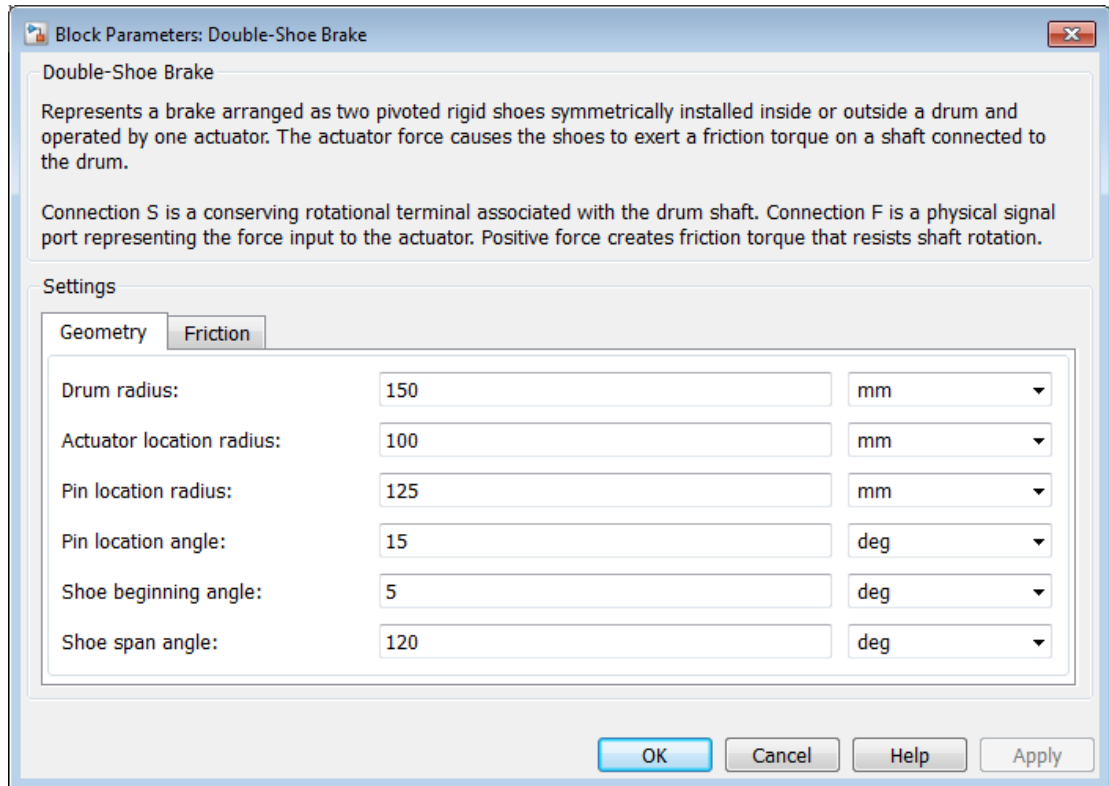 Block Parameters: Double-Shoe Brake
Double-Shoe Brake
Represents a brake arranged as two pivoted rigid shoes symmetrically installed inside or outside a drum and
operated by one actuator. The actuator force causes the shoes to exert a friction torque on a shaft connected to
the drum.
Connection S is a conserving rotational terminal associated with the drum shaft. Connection F is a physical signal
port representing the force input to the actuator. Positive force creates friction torque that resists shaft rotation.
Settings
Geometry Friction
Drum radius: 150 mm
Actuator location radius: 100 mm
Pin location radius: 125 mm
Pin location angle: 15 deg
Shoe beginning angle: 5 deg
Shoe span angle: 120 deg
OK Cancel Help Apply